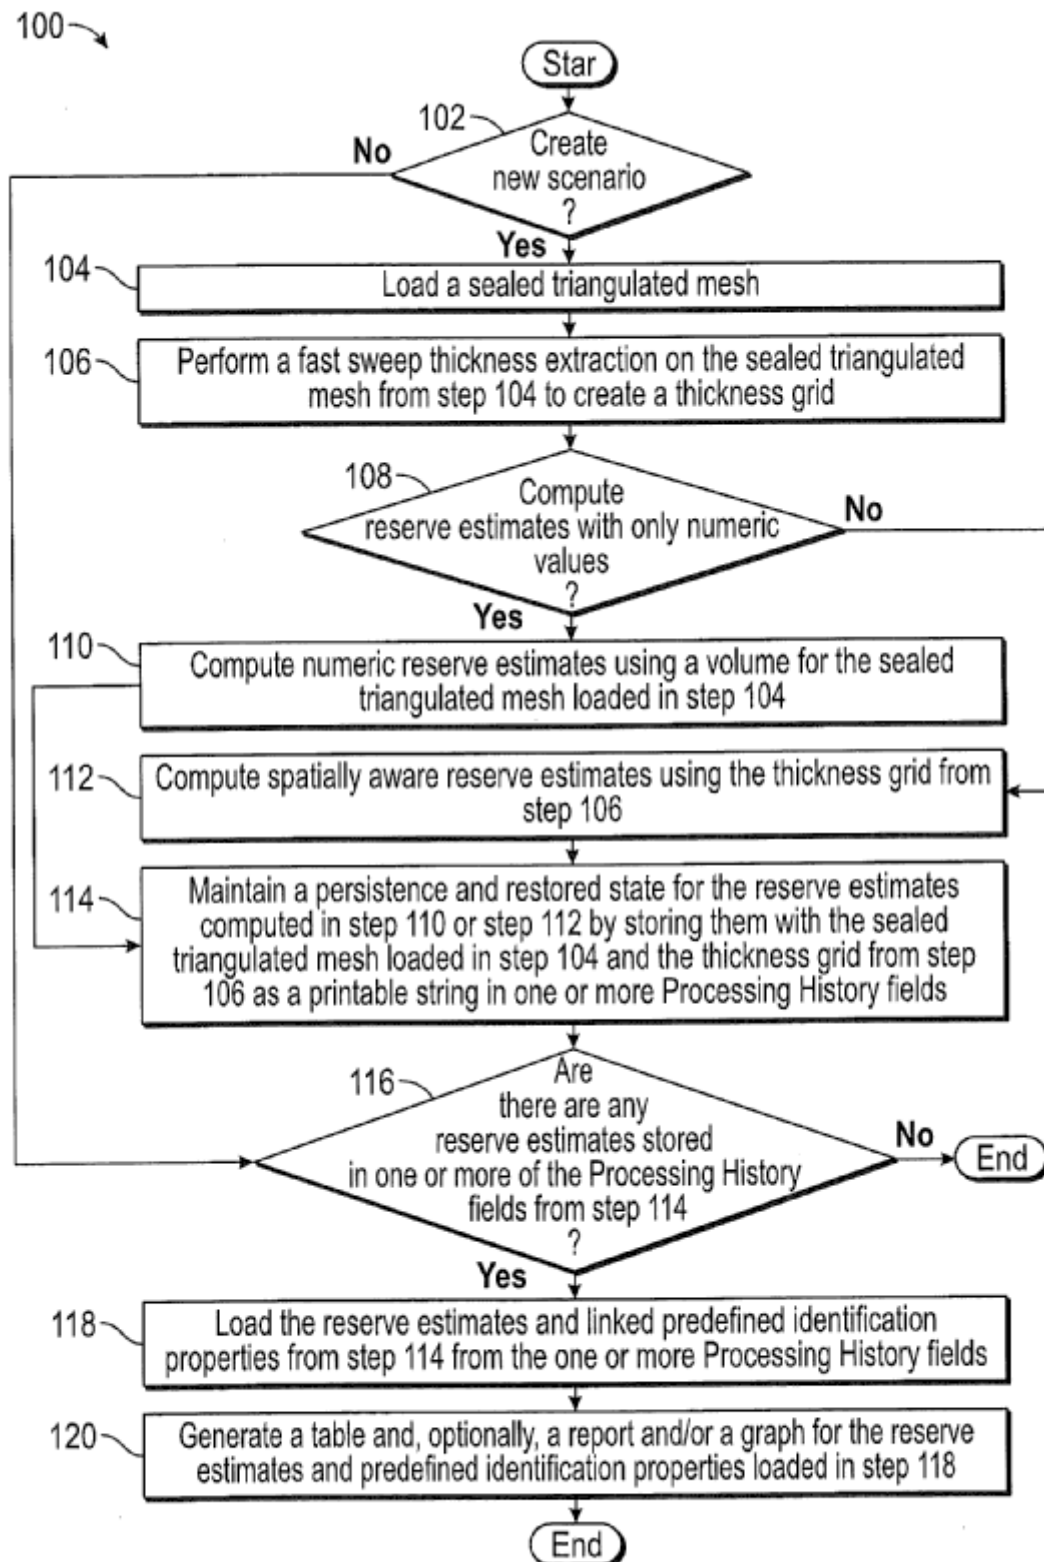 100
Star
102
No
Create
new scenario
?
Yes
104
Load a sealed triangulated mesh
106
Perform a fast sweep thickness extraction on the sealed triangulated
mesh from step 104 to create a thickness grid
108
Compute
reserve estimates with only numeric
values
?
No
Yes
110
Compute numeric reserve estimates using a volume for the sealed
triangulated mesh loaded in step 104
112
Compute spatially aware reserve estimates using the thickness grid from
step 106
114
Maintain a persistence and restored state for the reserve estimates
computed in step 110 or step 112 by storing them with the sealed
triangulated mesh loaded in step 104 and the thickness grid from step
106 as a printable string in one or more Processing History fields
116
Are
there are any
reserve estimates stored
in one or more of the Processing History
fields from step 114
?
No
End
Yes
118
Load the reserve estimates and linked predefined identification
properties from step 114 from the one or more Processing History fields
120
Generate a table and, optionally, a report and/or a graph for the reserve
estimates and predefined identification properties loaded in step 118
End